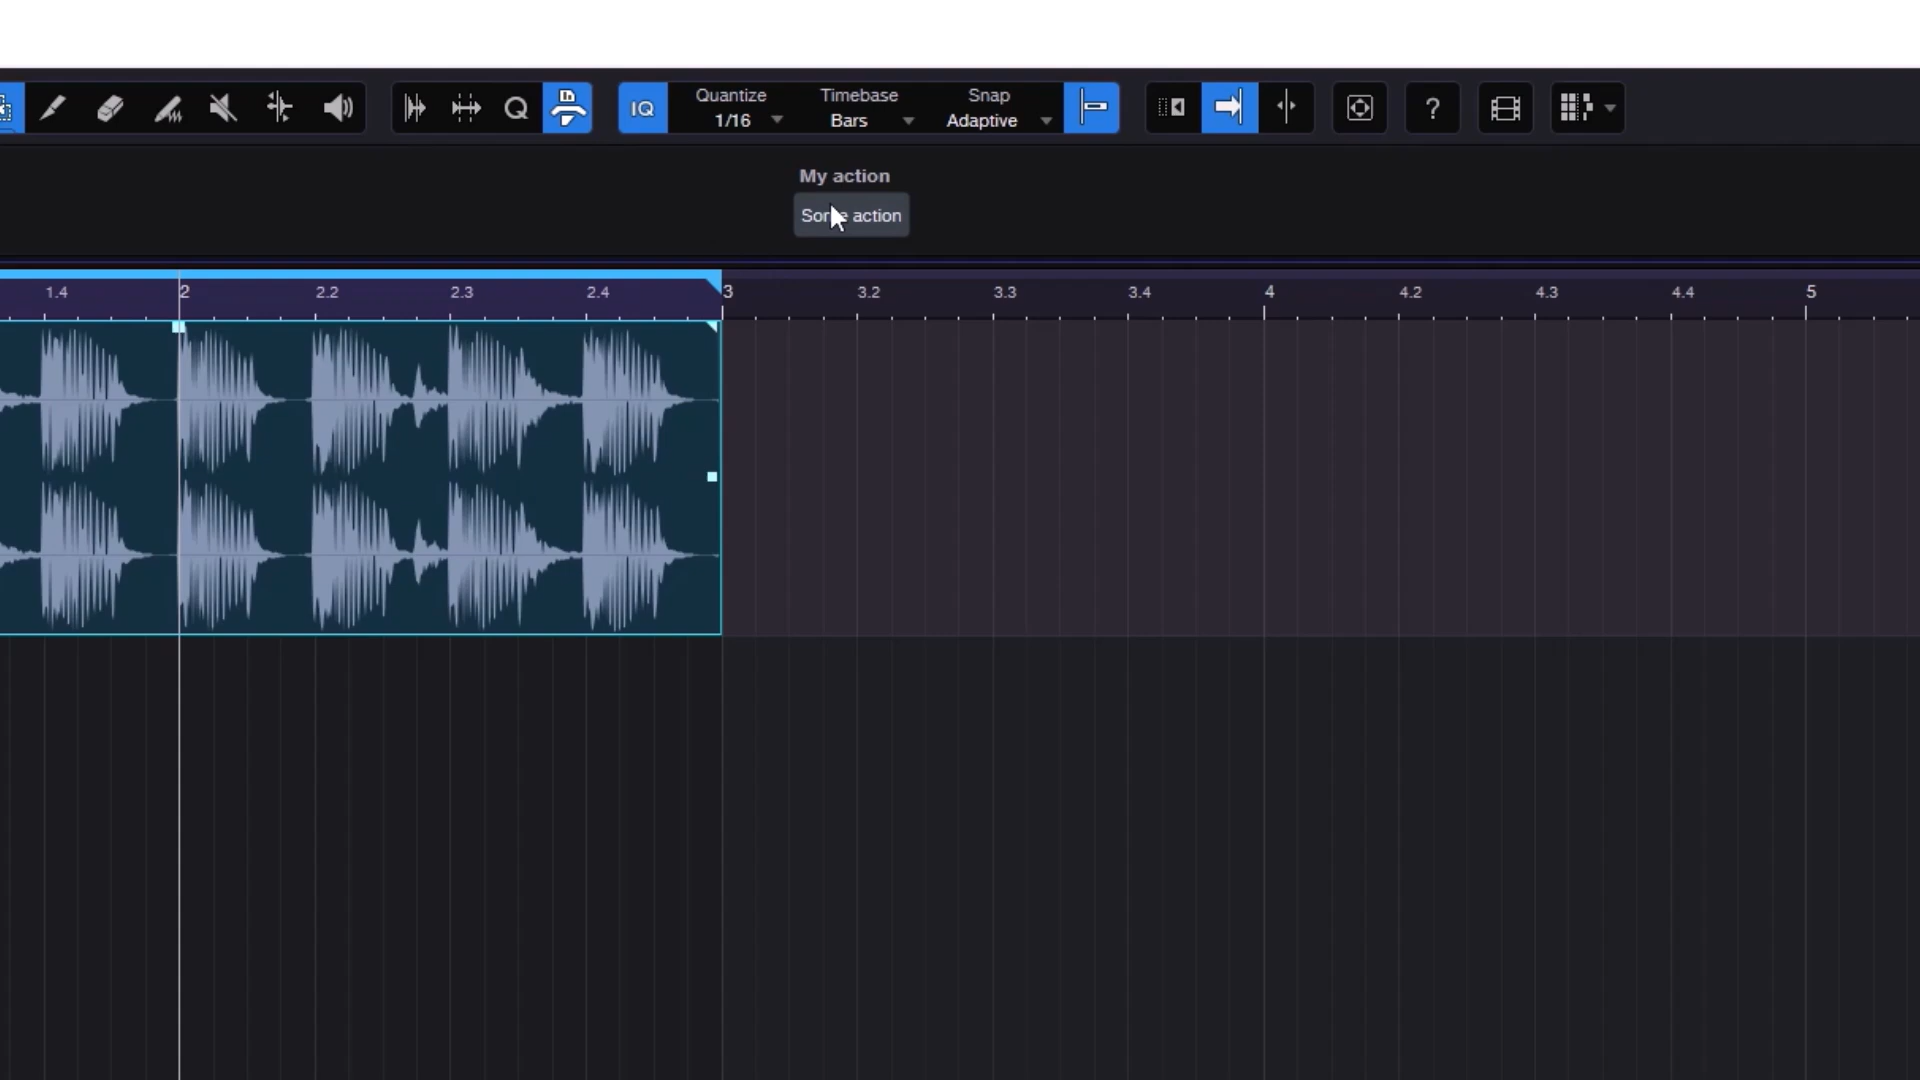 IQ
Quantize
1/16
Timebase
Bars
Snap
Adaptive
Q
?
My action
action
1.4
2
2.2
2.3
2.4
3
3.2
3.3
3.4
4
4.2
4.3
4.4
5